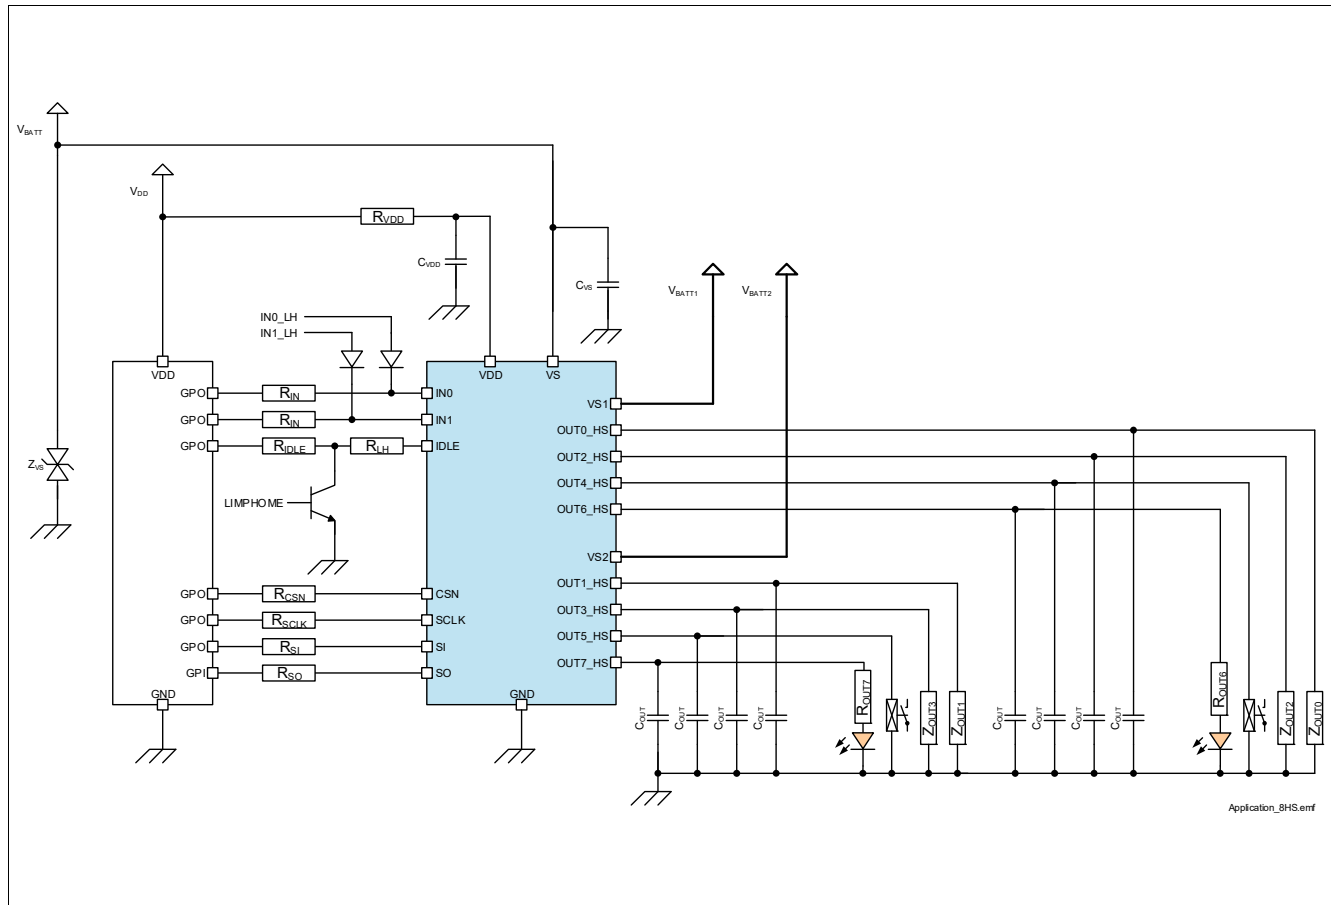 VBATT
VDD
RVDD
CVDD
CVS
VBATT1
VBATT2
IN0_LH
IN1_LH
VDD
VDD
VS
GPO
RIN
IN0
GPO
RIN
IN1
GPO
RIDLE
RLH
IDLE
VS1
OUT0_HS
OUT2_HS
OUT4_HS
OUT6_HS
ZVS
LIMPHOME
VS2
OUT1_HS
OUT3_HS
OUT5_HS
OUT7_HS
GPO
RCSN
CSN
GPO
RSCLK
SCLK
GPO
RSI
SI
GPI
RSO
SO
GND
GND
COUT
COUT
COUT
COUT
ROUT7
ZOUT3
ZOUT1
COUT
COUT
COUT
COUT
ROUT6
ZOUT2
ZOUT0
Application_8HS.emf